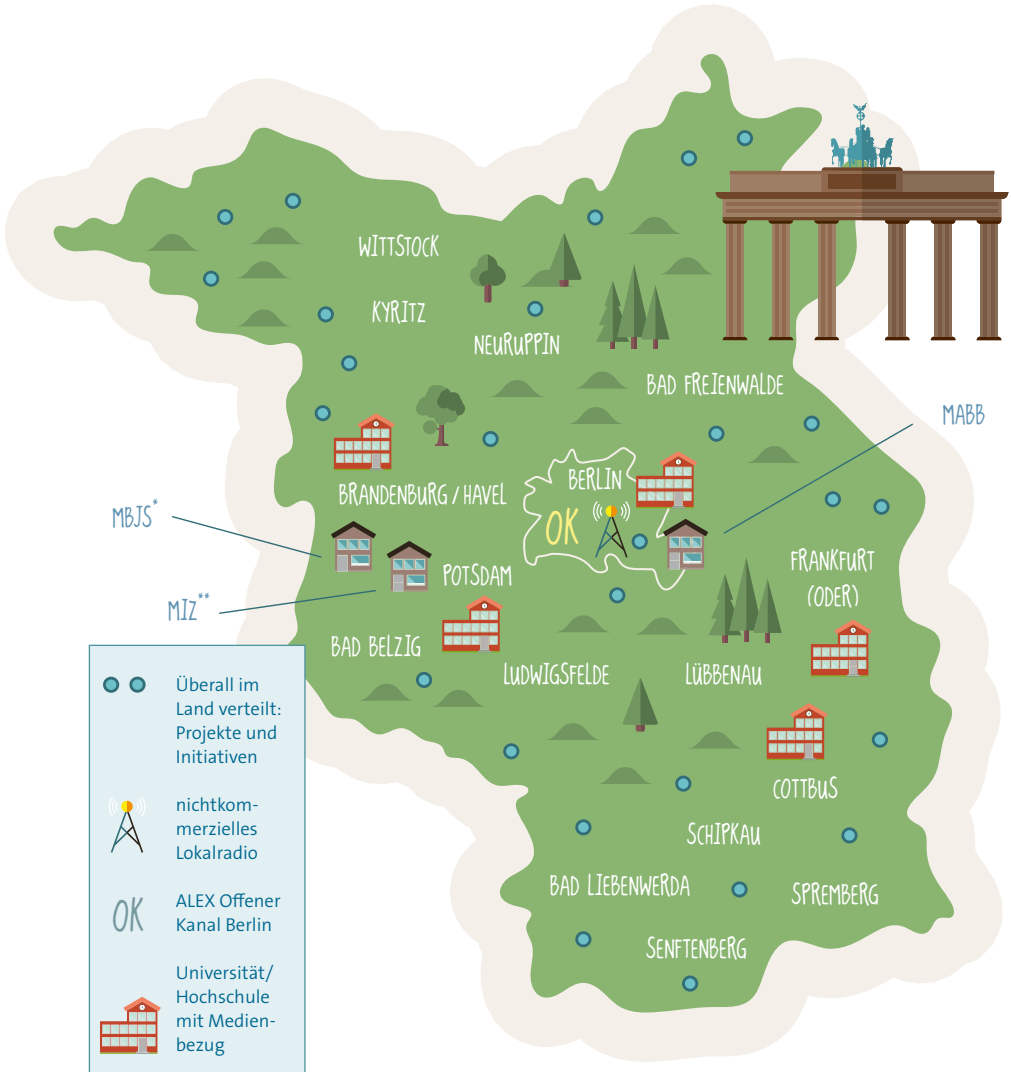 WITTSTOCK
KYRITZ
NEURUPPIN
BAD FREIENWALDE
MABB
BERLIN
BRANDENBURG / HAVEL
MBJS*
OK
FRANKFURT
(ODER)
POTSDAM
MIZ**
BAD BELZIG
LUDWIGSFELDE
LÜBBENAU
COTTBUS
SCHIPKAU
BAD LIEBENWERDA
SPREMBERG
SENFTENBERG
Überall im
Land verteilt:
Projekte und
Initiativen
nichtkom-
merzielles
Lokalradio
OK
ALEX Offener
Kanal Berlin
Universität/
Hochschule
mit Medien-
bezug